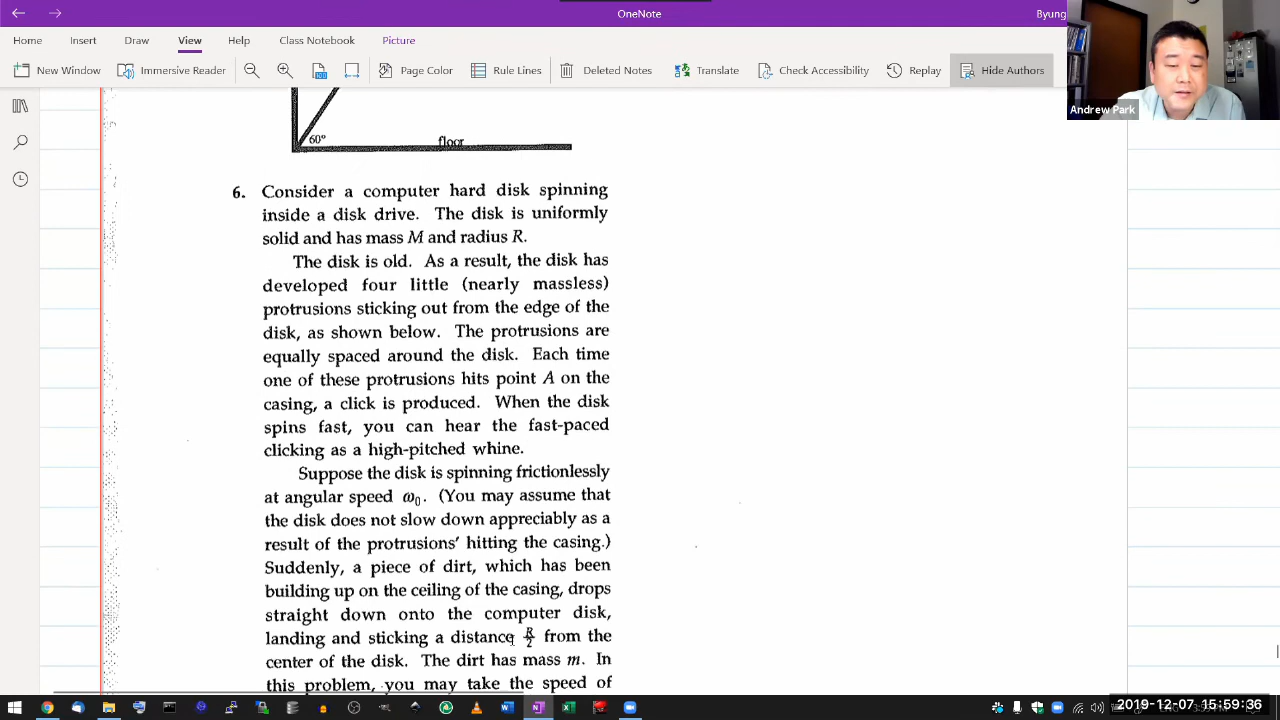 OneNote
Byung
Home Insert Draw View Help Class Notebook Picture
New Window Immersive Reader Page Color Rule Lines Deleted Notes Translate Check Accessibility Replay Hide Authors
Andrew Park
60°
floor
6. Consider a computer hard disk spinning
inside a disk drive. The disk is uniformly
solid and has mass M and radius R.
The disk is old. As a result, the disk has
developed four little (nearly massless)
protrusions sticking out from the edge of the
disk, as shown below. The protrusions are
equally spaced around the disk. Each time
one of these protrusions hits point A on the
casing, a click is produced. When the disk
spins fast, you can hear the fast-paced
clicking as a high-pitched whine.
Suppose the disk is spinning frictionlessly
at angular speed ω₀. (You may assume that
the disk does not slow down appreciably as a
result of the protrusions' hitting the casing.)
Suddenly, a piece of dirt, which has been
building up on the ceiling of the casing, drops
straight down onto the computer disk,
landing and sticking a distance R/2 from the
center of the disk. The dirt has mass m. In
this problem, you may take the speed of
2019-12-07 15:59:36